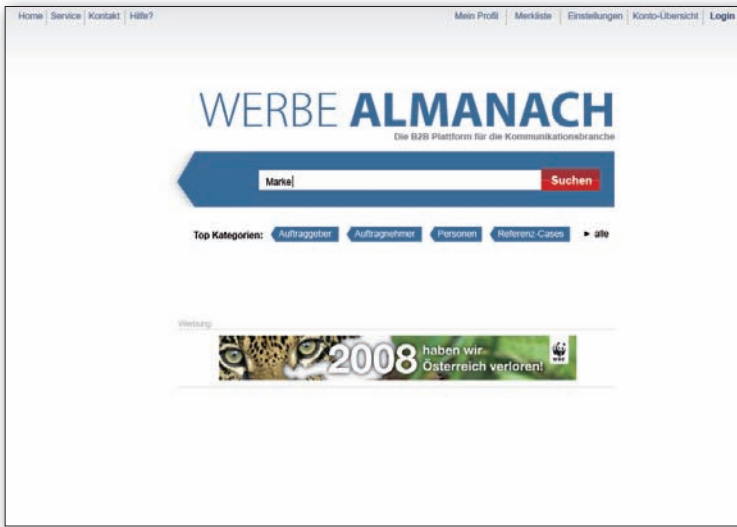 Home Service Kontakt Hilfe?
Mein Profil Merkliste Einstellungen Konto-Übersicht Login
WERBE ALMANACH
Die B2B Plattform für die Kommunikationsbranche
Marke
Suchen
Top Kategorien: Auftraggeber Auftragnehmer Personen Referenz-Cases ► alle
Werbung
2008 haben wir
Österreich verloren!
WWF